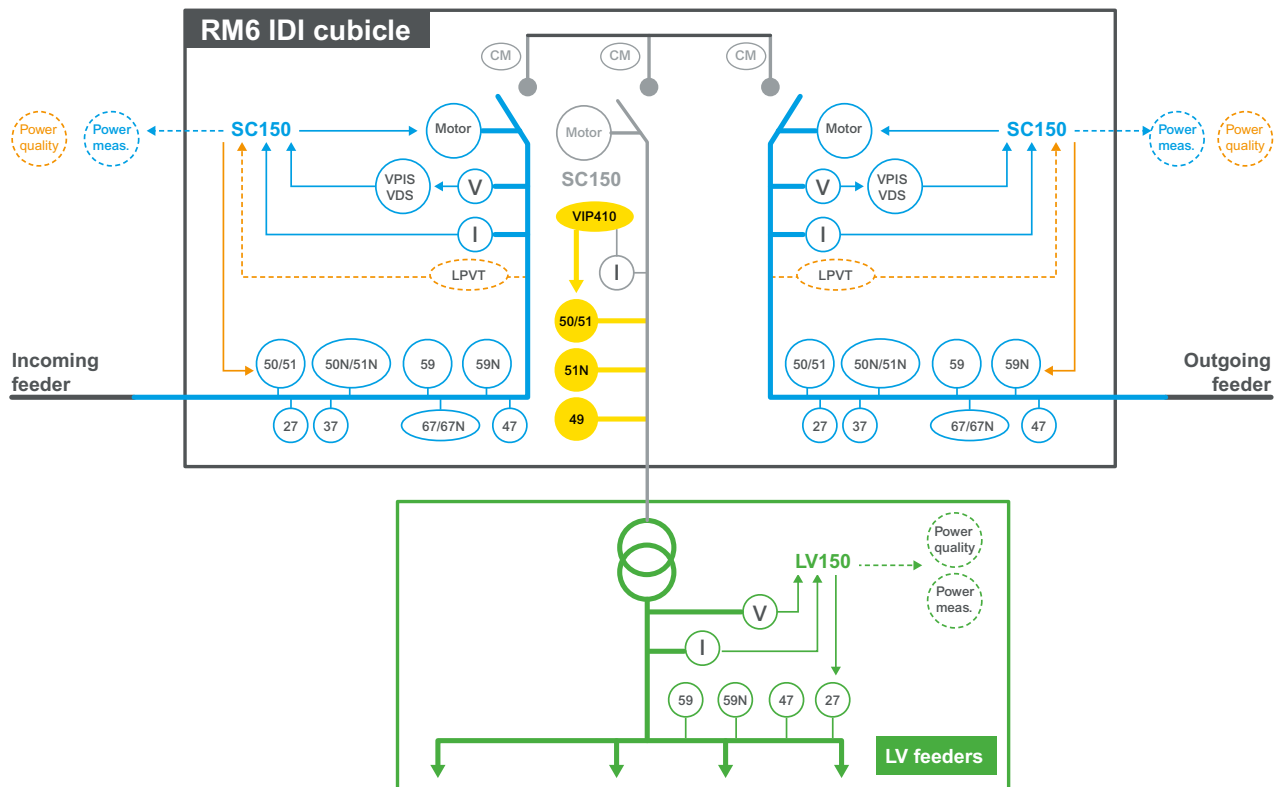 RM6 IDI cubicle
CM
CM
CM
Power
quality
Power
meas.
SC150
Motor
Motor
Motor
SC150
Power
meas.
Power
quality
VPIS
VDS
V
SC150
V
VPIS
VDS
VIP410
I
I
I
LPVT
LPVT
50/51
Incoming
feeder
50/51
50N/51N
59
59N
51N
50/51
50N/51N
59
59N
Outgoing
feeder
27
37
67/67N
47
49
27
37
67/67N
47
Power
quality
LV150
Power
meas.
V
I
59
59N
47
27
LV feeders